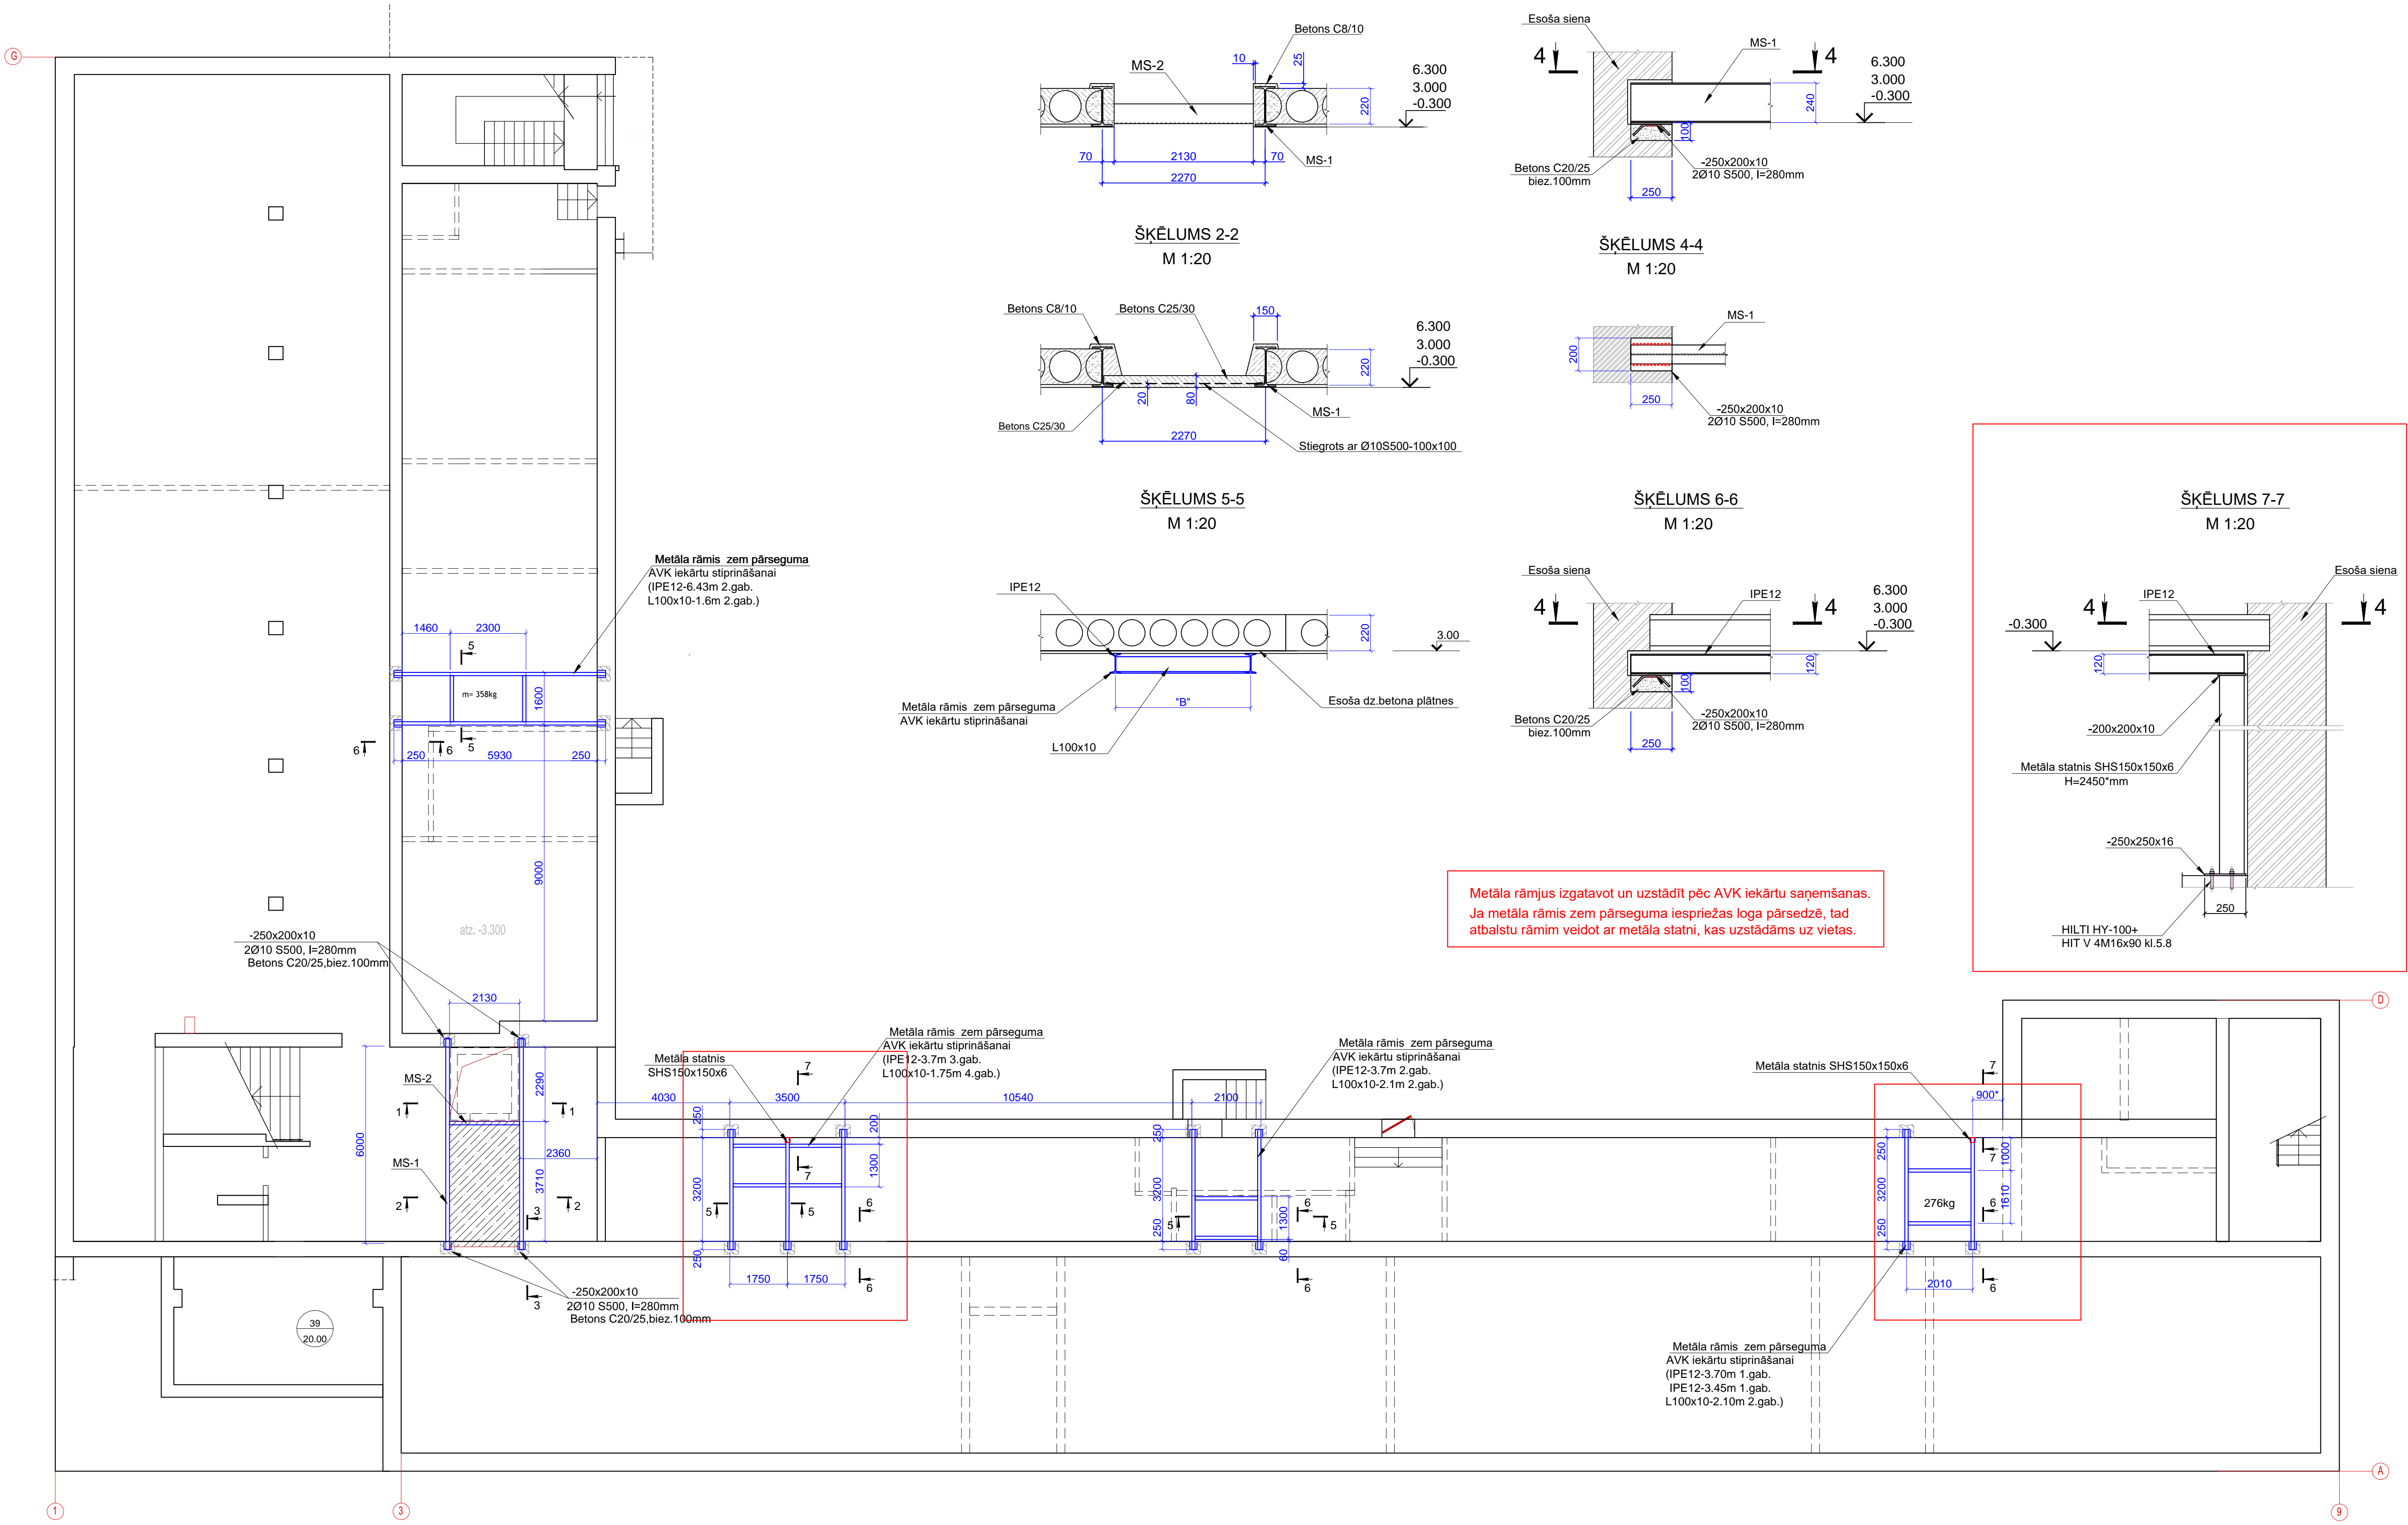 G
Betons C8/10
10
25
MS-2
6.300
3.000
-0.300
220
70
2130
70
MS-1
2270
Esoša siena
4
MS-1
4
6.300
3.000
-0.300
240
100
Betons C20/25
biez.100mm
-250x200x10
2Ø10 S500, l=280mm
250
ŠĶĒLUMS 2-2
M 1:20
ŠĶĒLUMS 4-4
M 1:20
Betons C8/10
Betons C25/30
150
6.300
3.000
-0.300
220
20
80
MS-1
Betons C25/30
2270
Stiegrots ar Ø10S500-100x100
MS-1
200
250
-250x200x10
2Ø10 S500, l=280mm
ŠĶĒLUMS 5-5
M 1:20
ŠĶĒLUMS 6-6
M 1:20
ŠĶĒLUMS 7-7
M 1:20
Metāla rāmis zem pārseguma
AVK iekārtu stiprināšanai
(IPE12-6.43m 2.gab.
L100x10-1.6m 2.gab.)
IPE12
220
3.00
"B"
Esoša dz.betona plātnes
Metāla rāmis zem pārseguma
AVK iekārtu stiprināšanai
L100x10
Esoša siena
4
IPE12
4
6.300
3.000
-0.300
120
100
Betons C20/25
biez.100mm
-250x200x10
2Ø10 S500, l=280mm
250
Esoša siena
4
IPE12
4
-0.300
120
-200x200x10
Metāla statnis SHS150x150x6
H=2450*mm
-250x250x16
250
HILTI HY-100+
HIT V 4M16x90 kl.5.8
1460
2300
5
m= 358kg
1600
6
6
5
250
5930
250
9000
atz. -3.300
Metāla rāmjus izgatavot un uzstādīt pēc AVK iekārtu saņemšanas.
Ja metāla rāmis zem pārseguma iespriežas loga pārsedzē, tad
atbalstu rāmim veidot ar metāla statni, kas uzstādāms uz vietas.
-250x200x10
2Ø10 S500, l=280mm
Betons C20/25,biez.100mm
2130
D
MS-2
1
1
2290
6000
2360
MS-1
3710
2
2
3
3
-250x200x10
2Ø10 S500, l=280mm
Betons C20/25,biez.100mm
39
20.00
Metāla statnis
SHS150x150x6
Metāla rāmis zem pārseguma
AVK iekārtu stiprināšanai
(IPE12-3.7m 3.gab.
L100x10-1.75m 4.gab.)
7
4030
3500
10540
2100
250
200
1300
7
3200
5
5
6
250
1750
1750
6
Metāla rāmis zem pārseguma
AVK iekārtu stiprināšanai
(IPE12-3.7m 2.gab.
L100x10-2.1m 2.gab.)
250
3200
250
5
6
5
1300
60
6
Metāla statnis SHS150x150x6
7
900*
250
1000
7
3200
276kg
1610
6
250
2010
6
Metāla rāmis zem pārseguma
AVK iekārtu stiprināšanai
(IPE12-3.70m 1.gab.
IPE12-3.45m 1.gab.
L100x10-2.10m 2.gab.)
A
1
3
9